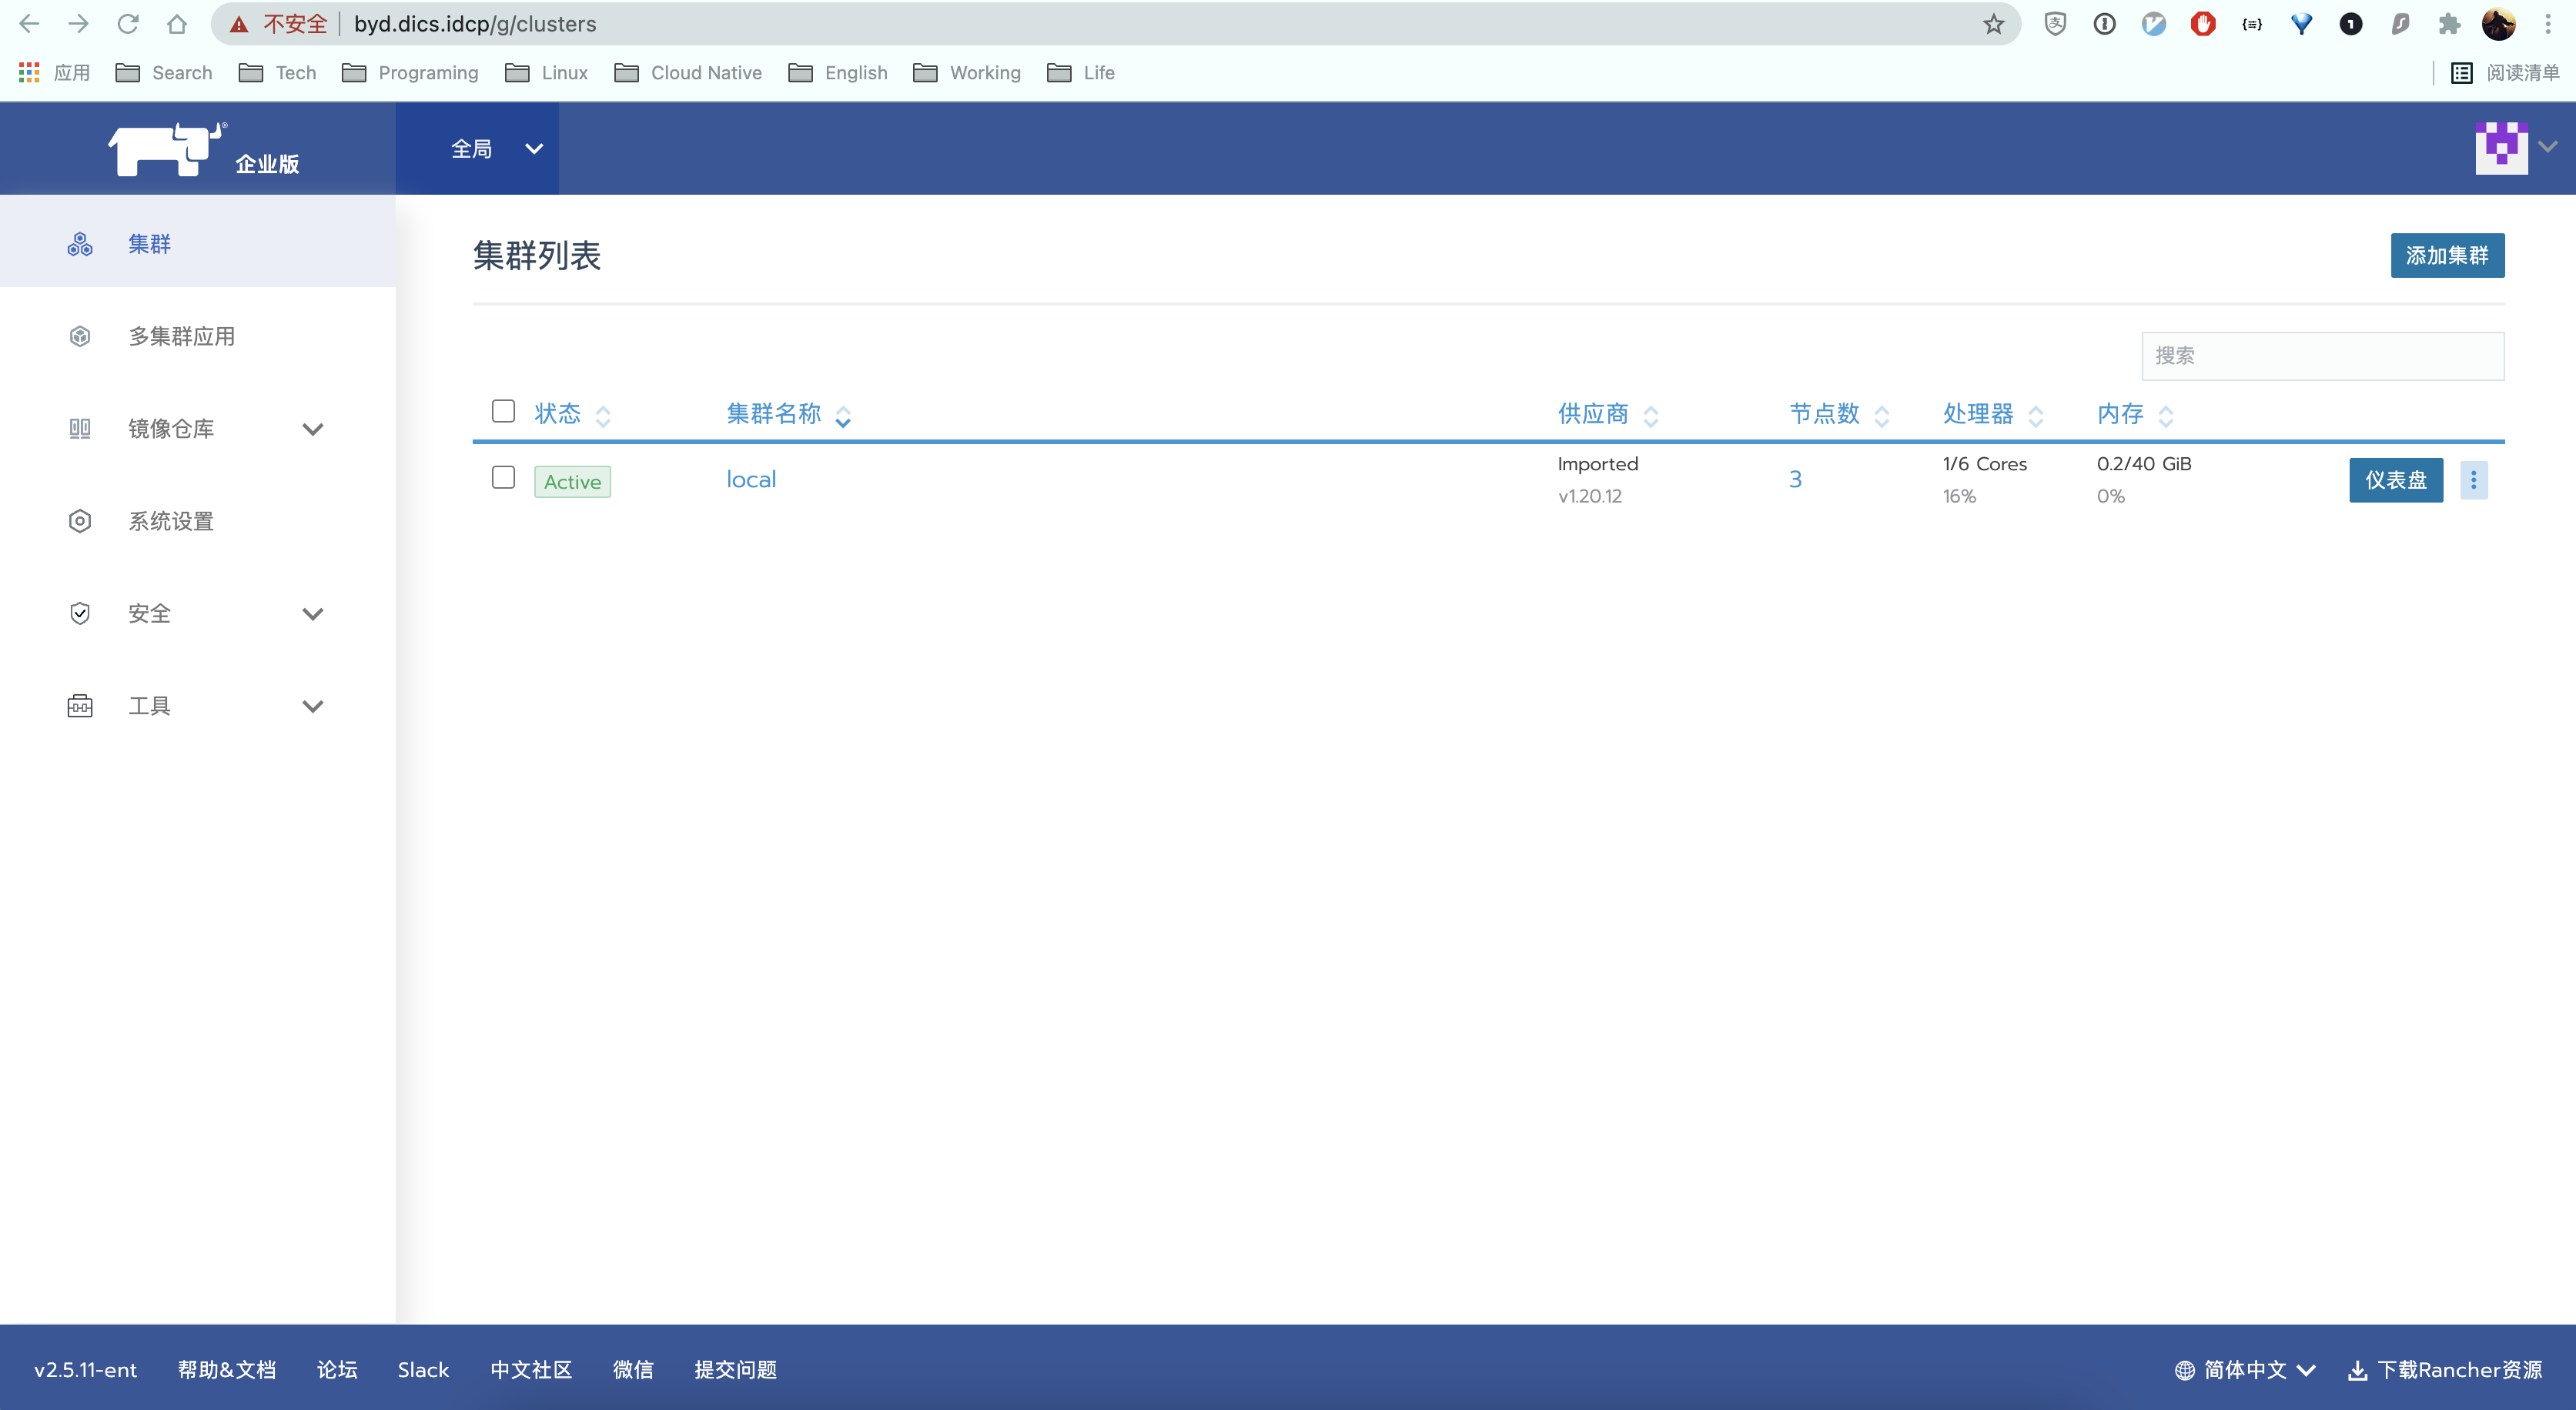 不安全 byd.dics.idcp/g/clusters
应用 Search Tech Programing Linux Cloud Native English Working Life 阅读清单
企业版 全局
集群
多集群应用
镜像仓库
系统设置
安全
工具
集群列表 添加集群
搜索
状态 集群名称 供应商 节点数 处理器 内存
Active local Imported 3 1/6 Cores 0.2/40 GiB 仪表盘
v1.20.12 16% 0%
v2.5.11-ent 帮助&文档 论坛 Slack 中文社区 微信 提交问题 简体中文 下载Rancher资源